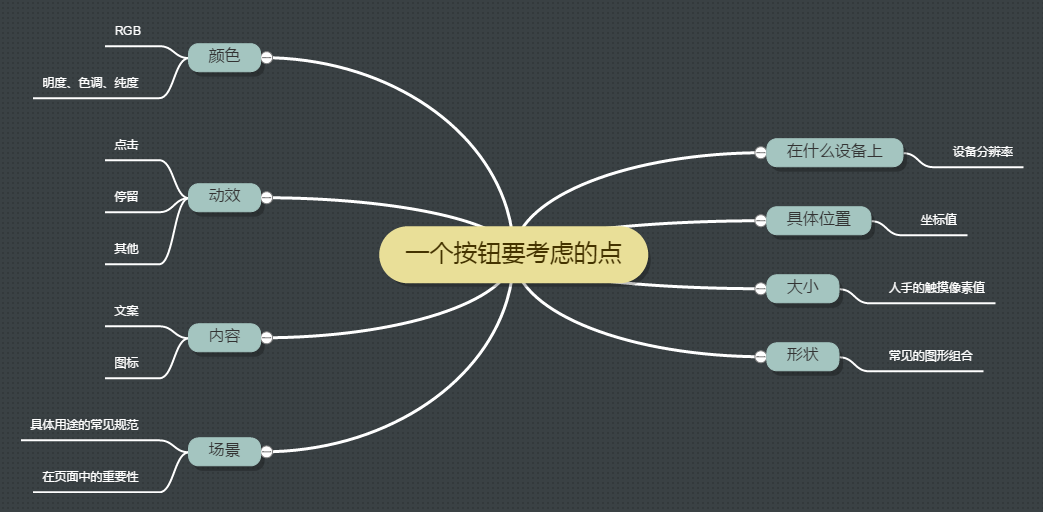 一个按钮要考虑的点
颜色
RGB
明度、色调、纯度
动效
点击
停留
其他
内容
文案
图标
场景
具体用途的常见规范
在页面中的重要性
在什么设备上
设备分辨率
具体位置
坐标值
大小
人手的触摸像素值
形状
常见的图形组合